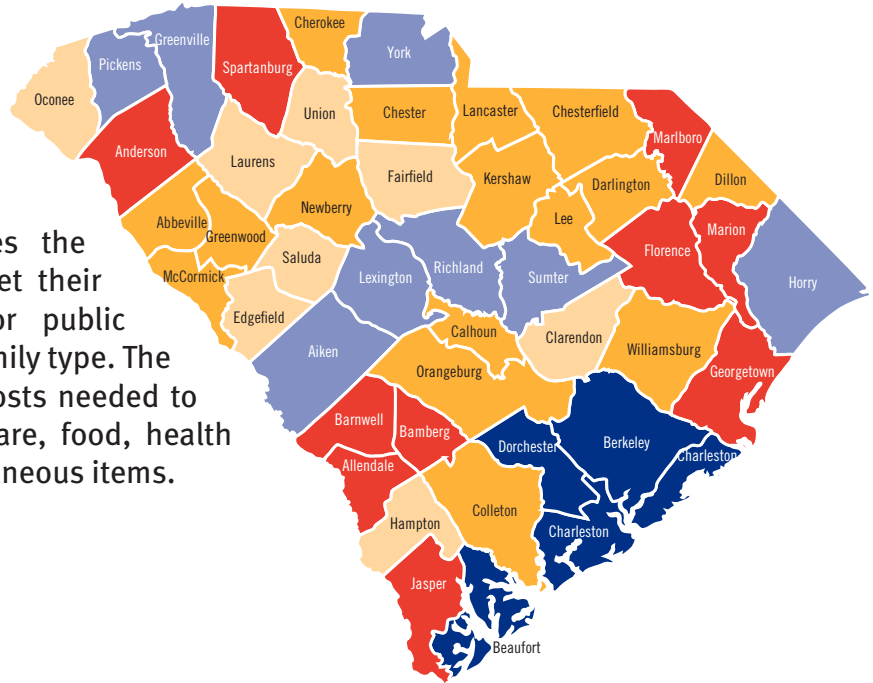 Cherokee
Greenville
York
Pickens
Spartanburg
Oconee
Union
Chester
Lancaster
Chesterfield
Marlboro
Anderson
Laurens
Fairfield
Kershaw
Darlington
Dillon
Abbeville
Newberry
Lee
Greenwood
Florence
Marion
es the
Saluda
Richland
McCormick
Lexington
Sumter
Horry
et their
Edgefield
or public
Calhoun
Clarendon
Williamsburg
Aiken
nily type. The
Orangeburg
Georgetown
osts needed to
Barnwell
Bamberg
Dorchester
Berkeley
are, food, health
Charleston
Allendale
neous items.
Colleton
Hampton
Charleston
Jasper
Beaufort